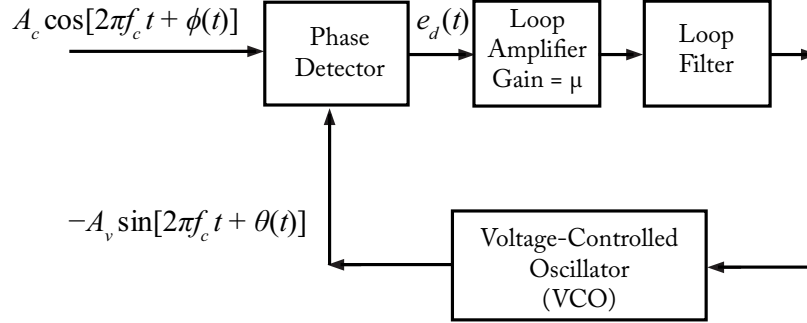 A_c cos[2πf_c t + ϕ(t)]
Phase
Detector
e_d(t)
Loop
Amplifier
Gain = μ
Loop
Filter
−A_v sin[2πf_c t + θ(t)]
Voltage-Controlled
Oscillator
(VCO)